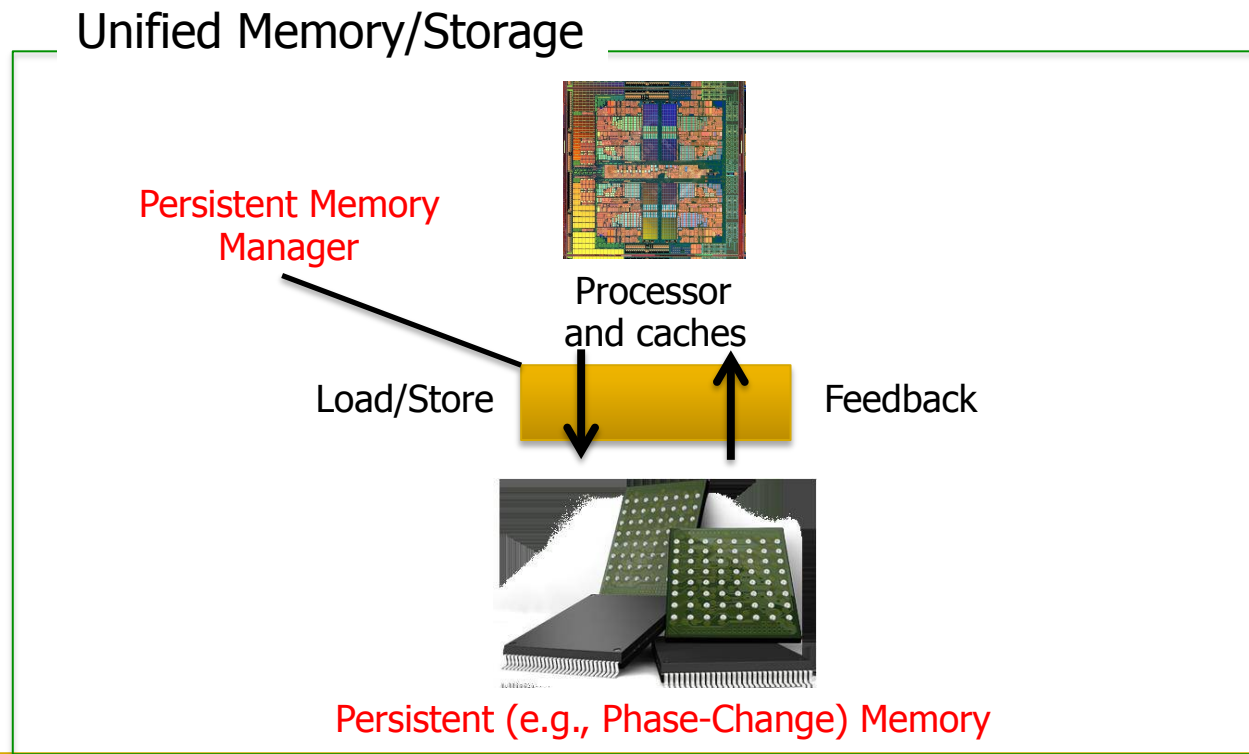 Unified Memory/Storage
Persistent Memory
Manager
Processor
and caches
Load/Store
Feedback
Persistent (e.g., Phase-Change) Memory